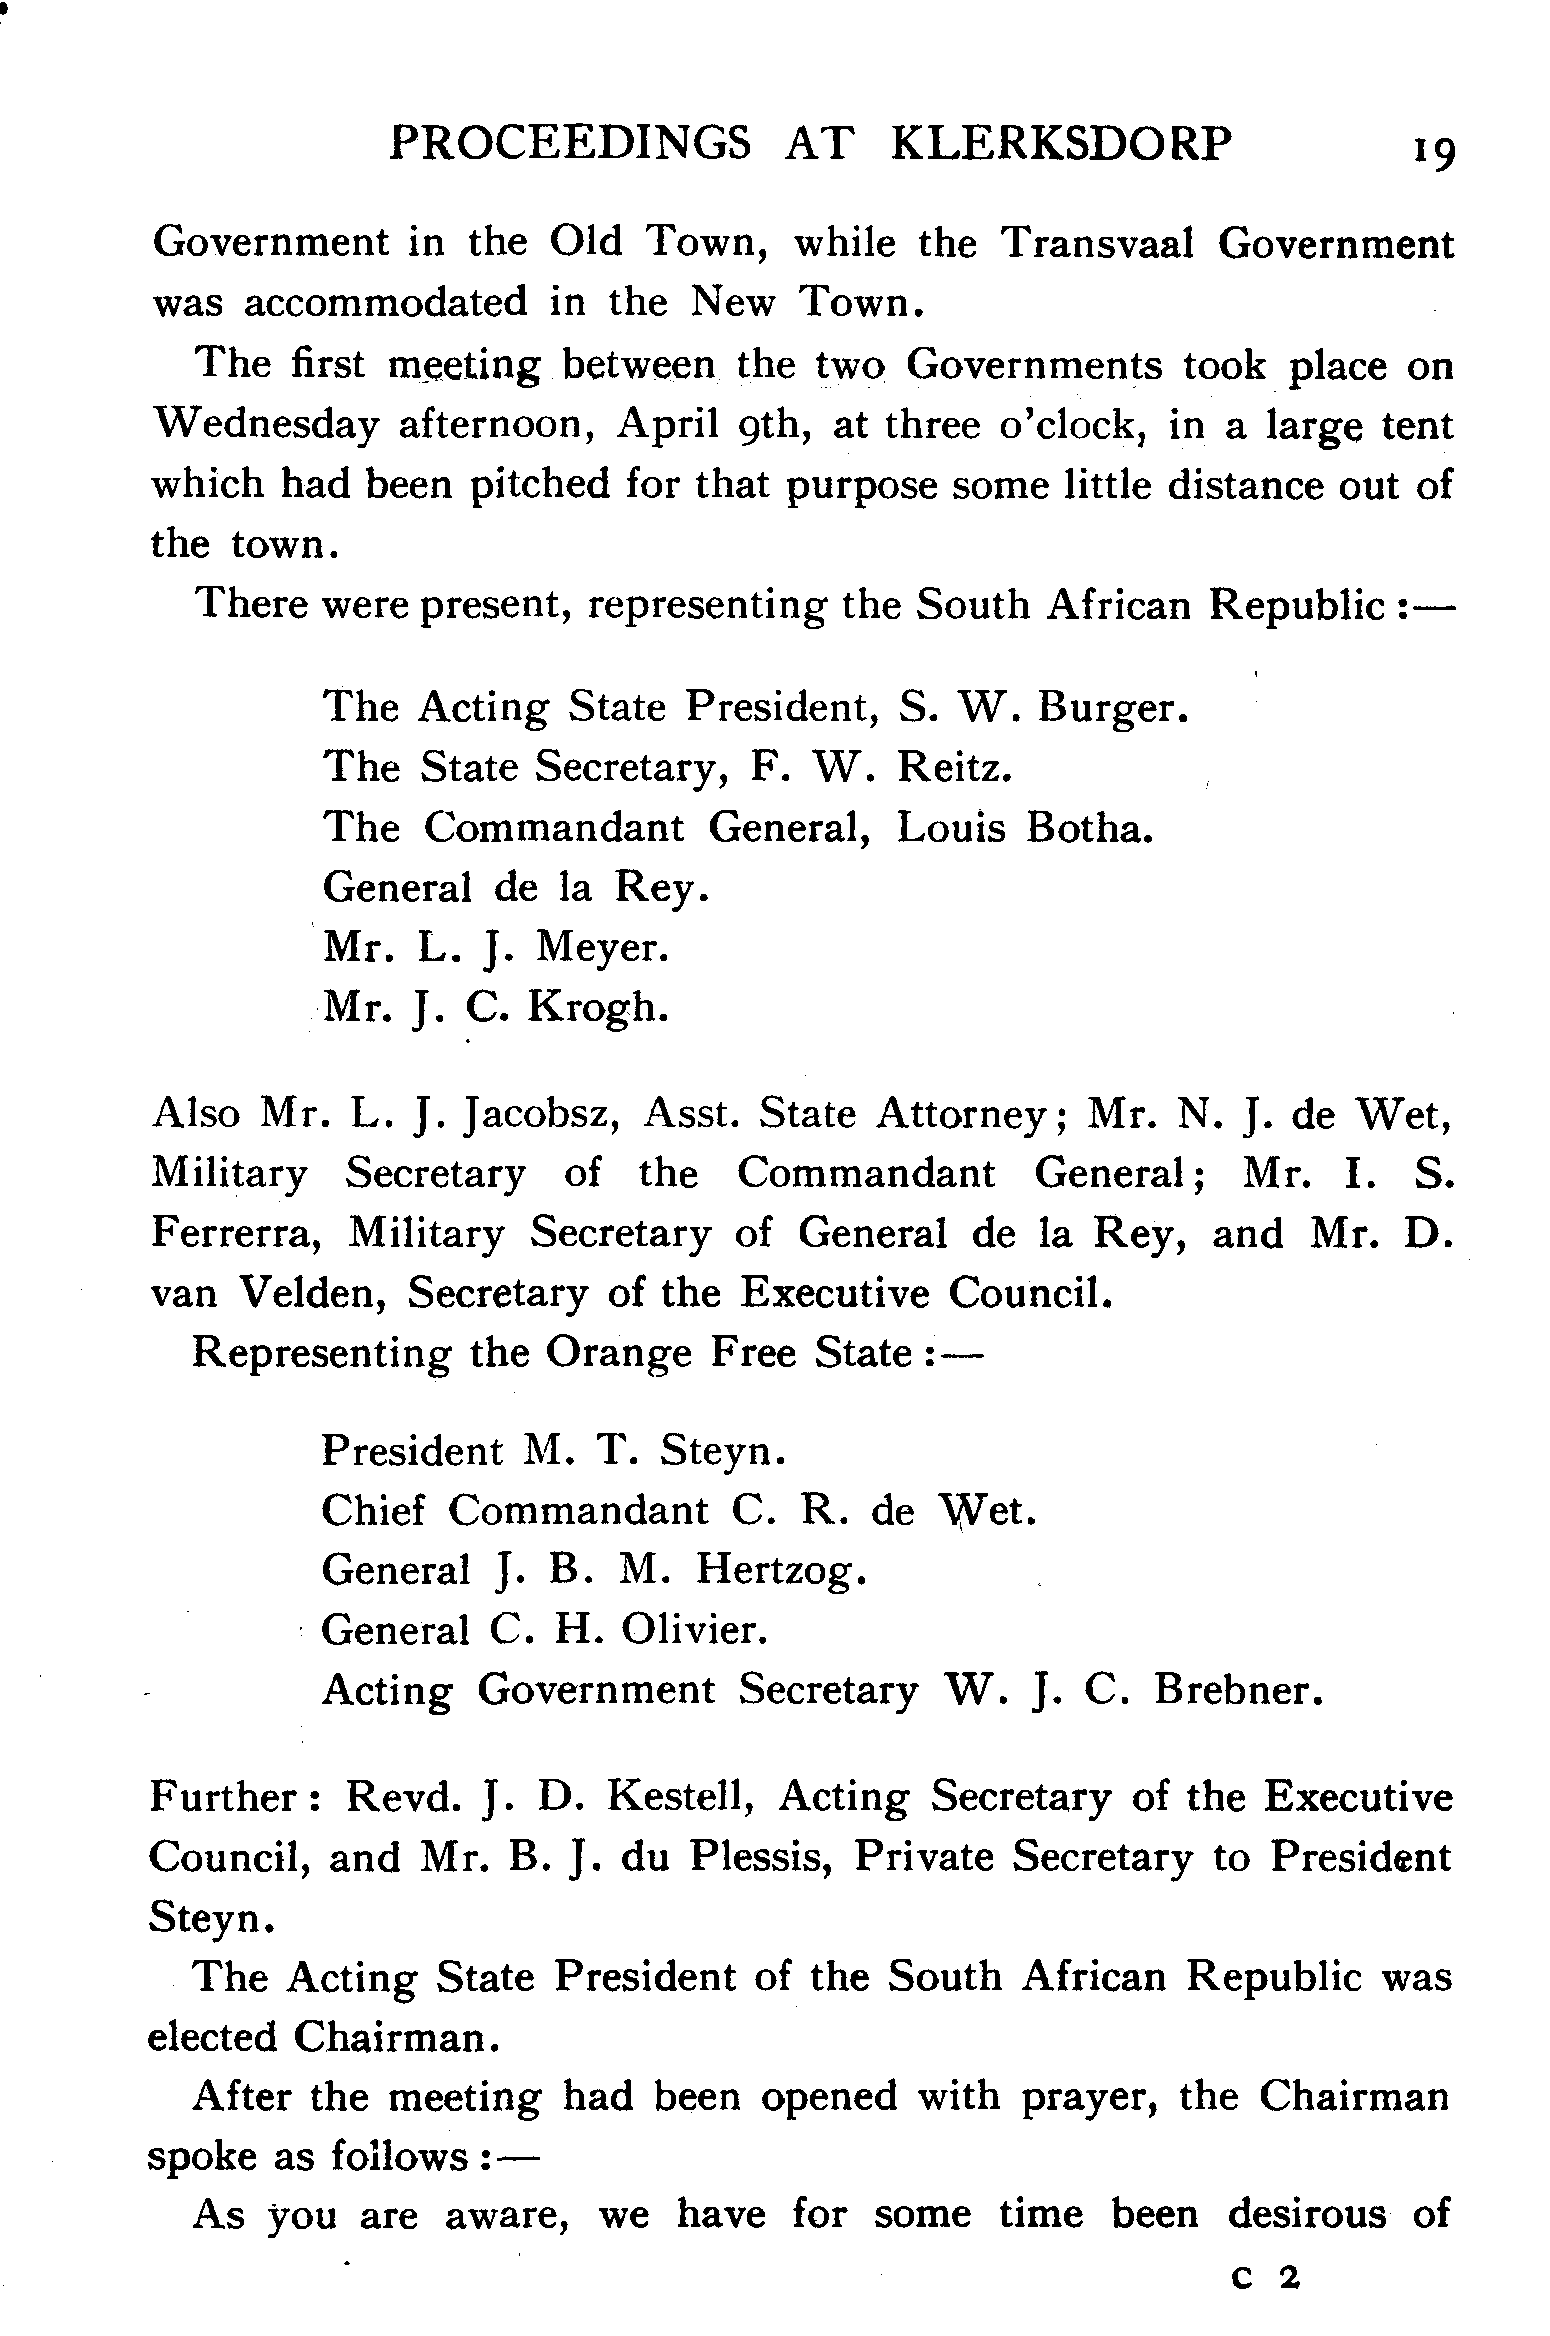 PROCEEDINGS AT KLERKSDORP 19
Government in the Old Town, while the Transvaal Government
was accommodated in the New Town.
The first meeting between the two Governments took place on
Wednesday afternoon, April 9th, at three o'clock, in a large tent
which had been pitched for that purpose some little distance out of
the town.
There were present, representing the South African Republic :—
The Acting State President, S. W. Burger.
The State Secretary, F. W. Reitz.
The Commandant General, Louis Botha.
General de la Rey.
Mr. L. J. Meyer.
Mr. J. C. Krogh.
Also Mr. L. J. Jacobsz, Asst. State Attorney; Mr. N. J. de Wet,
Military Secretary of the Commandant General; Mr. I. S.
Ferrerra, Military Secretary of General de la Rey, and Mr. D.
van Velden, Secretary of the Executive Council.
Representing the Orange Free State :—
President M. T. Steyn.
Chief Commandant C. R. de Wet.
General J. B. M. Hertzog.
General C. H. Olivier.
Acting Government Secretary W. J. C. Brebner.
Further : Revd. J. D. Kestell, Acting Secretary of the Executive
Council, and Mr. B. J. du Plessis, Private Secretary to President
Steyn.
The Acting State President of the South African Republic was
elected Chairman.
After the meeting had been opened with prayer, the Chairman
spoke as follows :—
As you are aware, we have for some time been desirous of
C 2